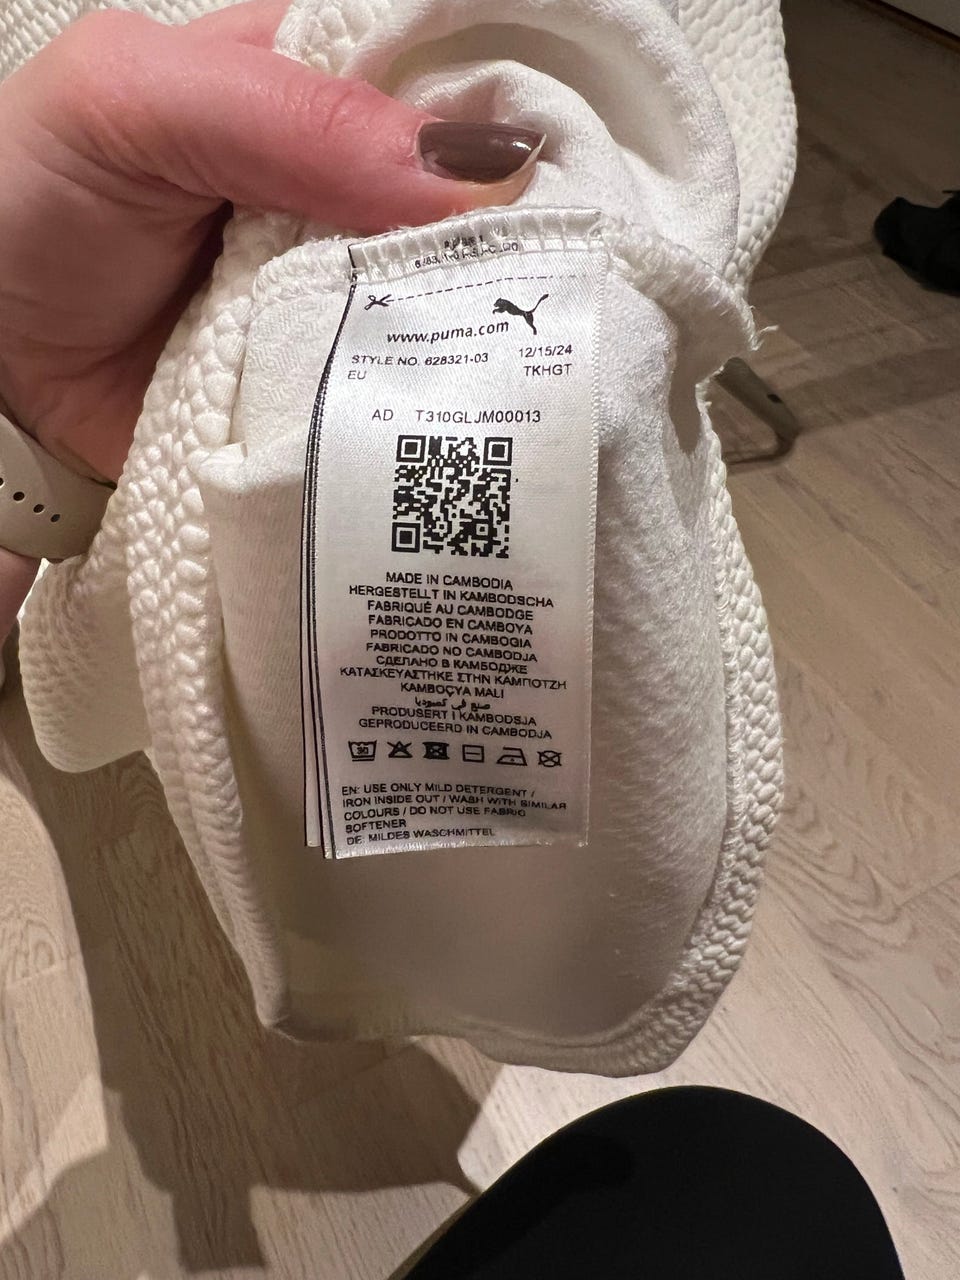 www.puma.com
STYLE NO. 628321-03 12/15/24
EU TKHGT
AD T310GLJM00013
MADE IN CAMBODIA
HERGESTELLT IN KAMBODSCHA
FABRIQUÉ AU CAMBODGE
FABRICADO EN CAMBOYA
PRODOTTO IN CAMBOGIA
FABRICADO NO CAMBODJA
СДЕЛАНО В КАМБОДЖЕ
ΚΑΤΑΣΚΕΥΑΣΤΗΚΕ ΣΤΗΝ ΚΑΜΠΟΤΖΗ
KAMBOÇYA MALI
صنع في كمبوديا
PRODUSERT I KAMBODSJA
GEPRODUCEERD IN CAMBODJA
30
EN: USE ONLY MILD DETERGENT /
IRON INSIDE OUT / WASH WITH SIMILAR
COLOURS / DO NOT USE FABRIC
SOFTENER
DE: MILDES WASCHMITTEL